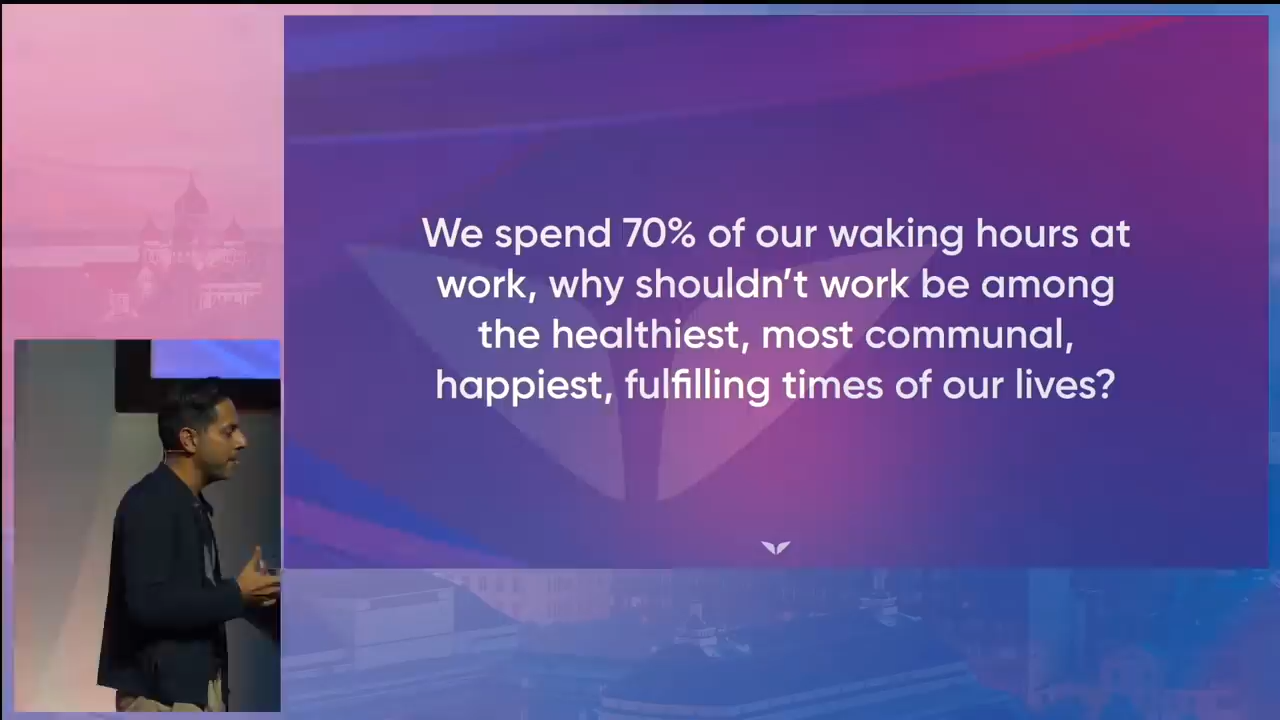 We spend 70% of our waking hours at
work, why shouldn't work be among
the healthiest, most communal,
happiest, fulfilling times of our lives?